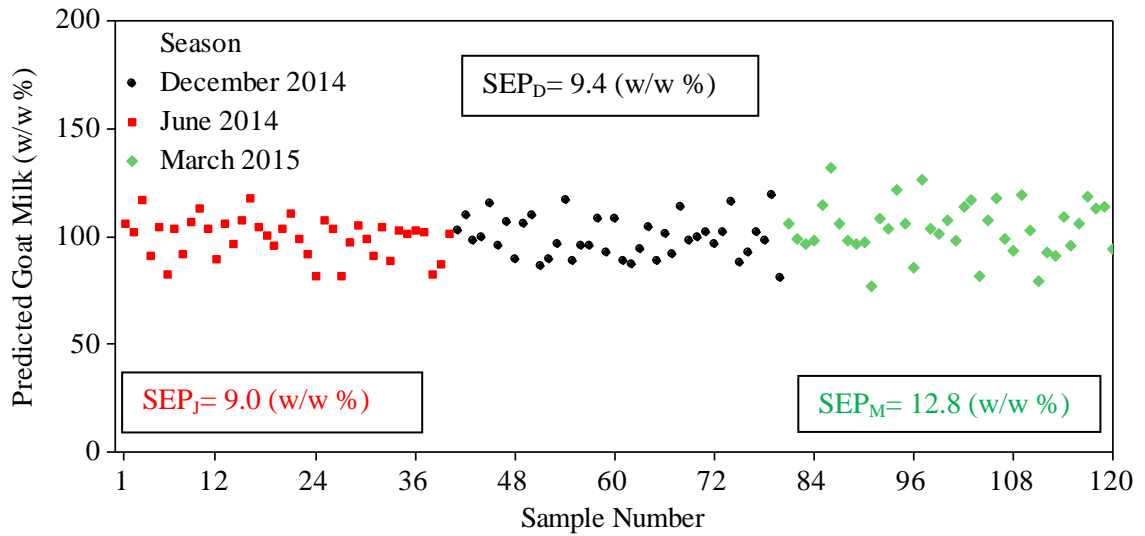 200
150
100
50
0
Predicted Goat Milk (w/w %)
Season
December 2014
June 2014
March 2015
SEP_D= 9.4 (w/w %)
SEP_J= 9.0 (w/w %)
SEP_M= 12.8 (w/w %)
1 12 24 36 48 60 72 84 96 108 120
Sample Number